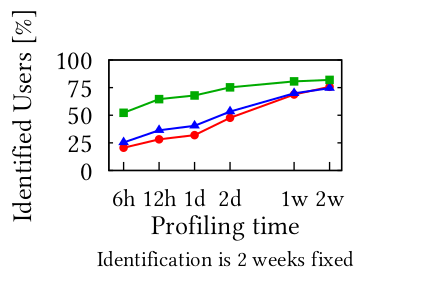 Identified Users [%]
100
75
50
25
0
6h 12h 1d 2d 1w 2w
Profiling time
Identification is 2 weeks fixed